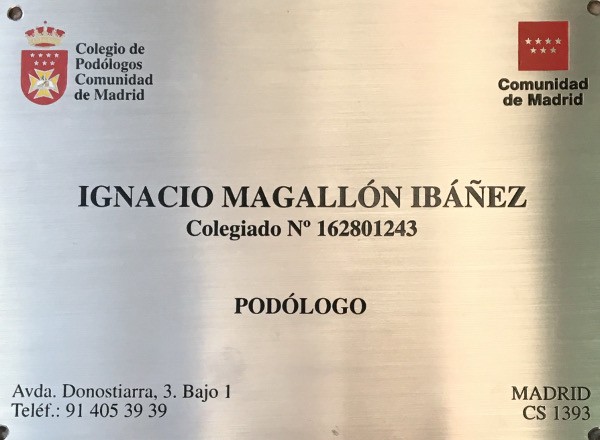 Colegio de
Podólogos
Comunidad
de Madrid
Comunidad
de Madrid
IGNACIO MAGALLÓN IBÁÑEZ
Colegiado Nº 162801243
PODÓLOGO
Avda. Donostiarra, 3. Bajo 1
Teléf.: 91 405 39 39
MADRID
CS 1393